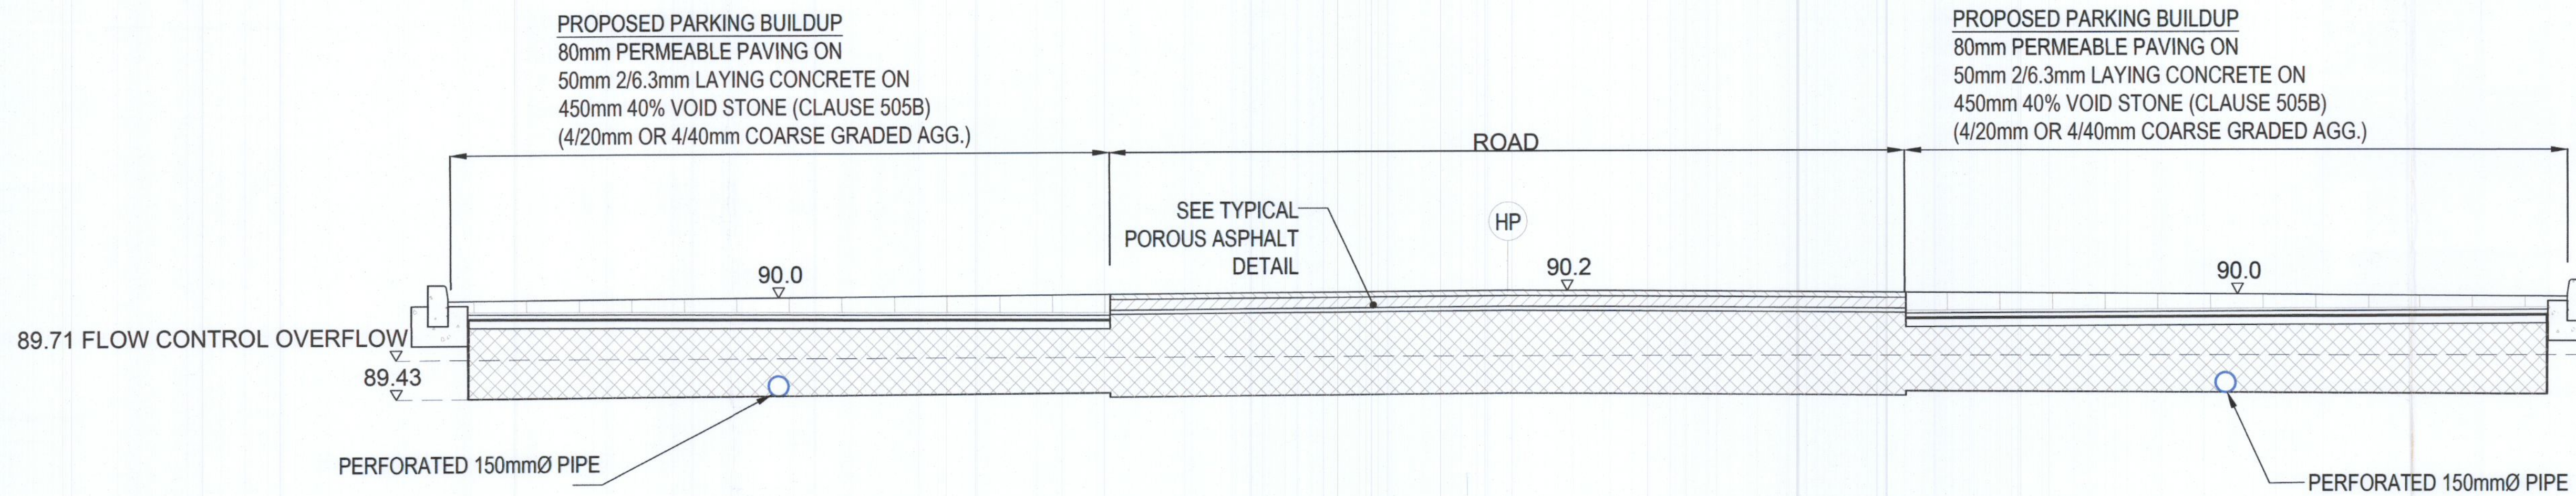 PROPOSED PARKING BUILDUP
80mm PERMEABLE PAVING ON
50mm 2/6.3mm LAYING CONCRETE ON
450mm 40% VOID STONE (CLAUSE 505B)
(4/20mm OR 4/40mm COARSE GRADED AGG.)
PROPOSED PARKING BUILDUP
80mm PERMEABLE PAVING ON
50mm 2/6.3mm LAYING CONCRETE ON
450mm 40% VOID STONE (CLAUSE 505B)
(4/20mm OR 4/40mm COARSE GRADED AGG.)
ROAD
SEE TYPICAL
POROUS ASPHALT
DETAIL
HP
90.0
90.2
90.0
89.71 FLOW CONTROL OVERFLOW
89.43
PERFORATED 150mmØ PIPE
PERFORATED 150mmØ PIPE